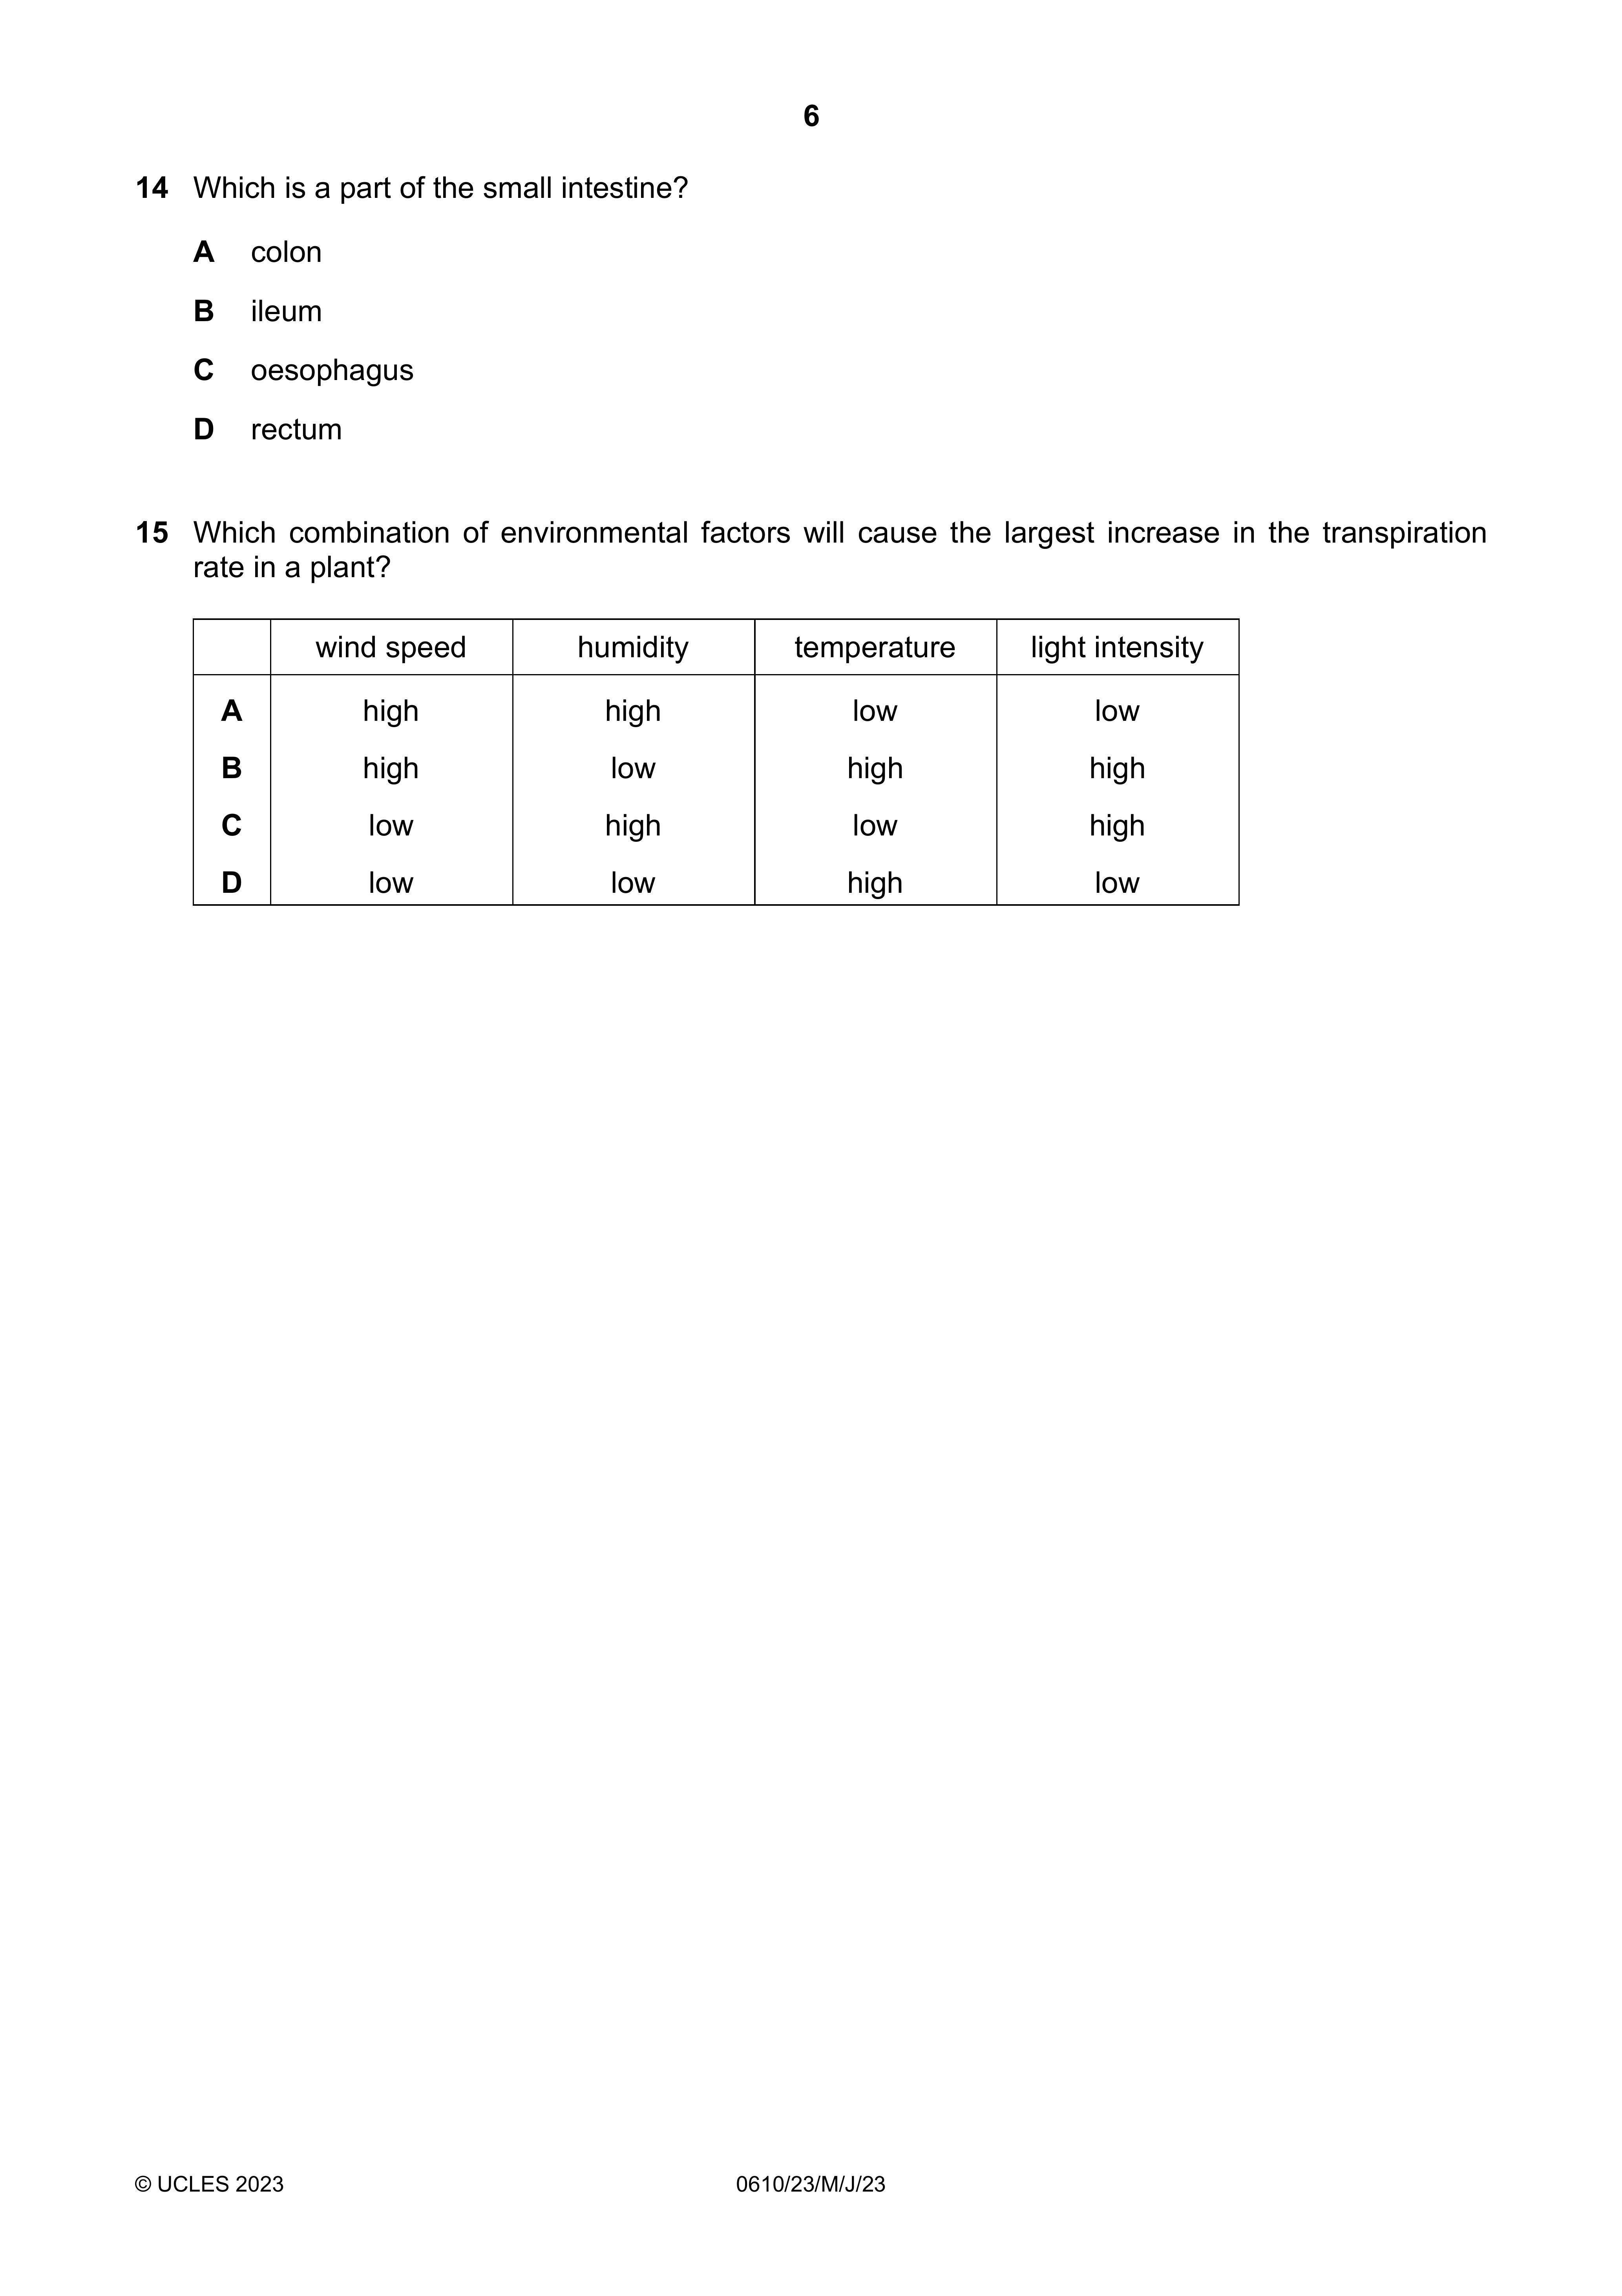 6
14 Which is a part of the small intestine?
A colon
B ileum
C oesophagus
D rectum
15 Which combination of environmental factors will cause the largest increase in the transpiration
rate in a plant?
wind speed humidity temperature light intensity
A high high low low
B high low high high
C low high low high
D low low high low
© UCLES 2023 0610/23/M/J/23